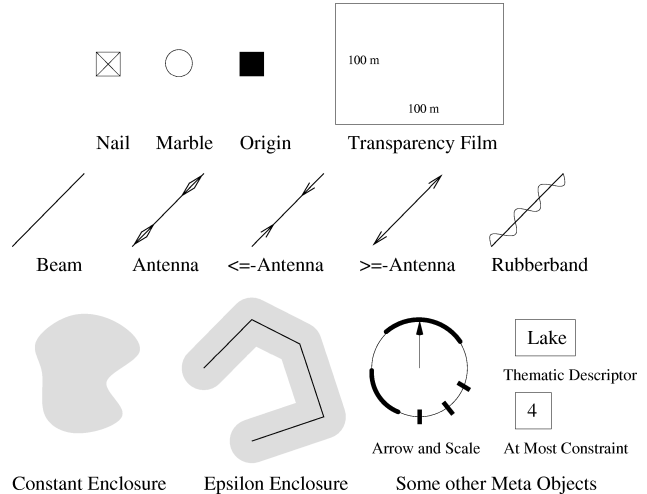 100 m
100 m
Nail Marble Origin Transparency Film
Beam Antenna <=-Antenna >=-Antenna Rubberband
Lake
Thematic Descriptor
4
Arrow and Scale At Most Constraint
Constant Enclosure Epsilon Enclosure Some other Meta Objects